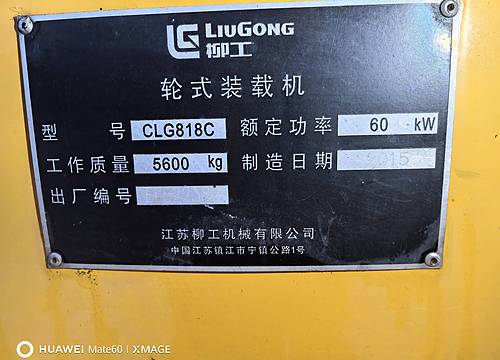 LIUGONG
柳工
轮式装载机
型 号 CLG818C 额定功率 60 kW
工作质量 5600 kg 制造日期 2015
出厂编号
江苏柳工机械有限公司
中国江苏镇江市宁镇公路1号
HUAWEI Mate60 | XMAGE